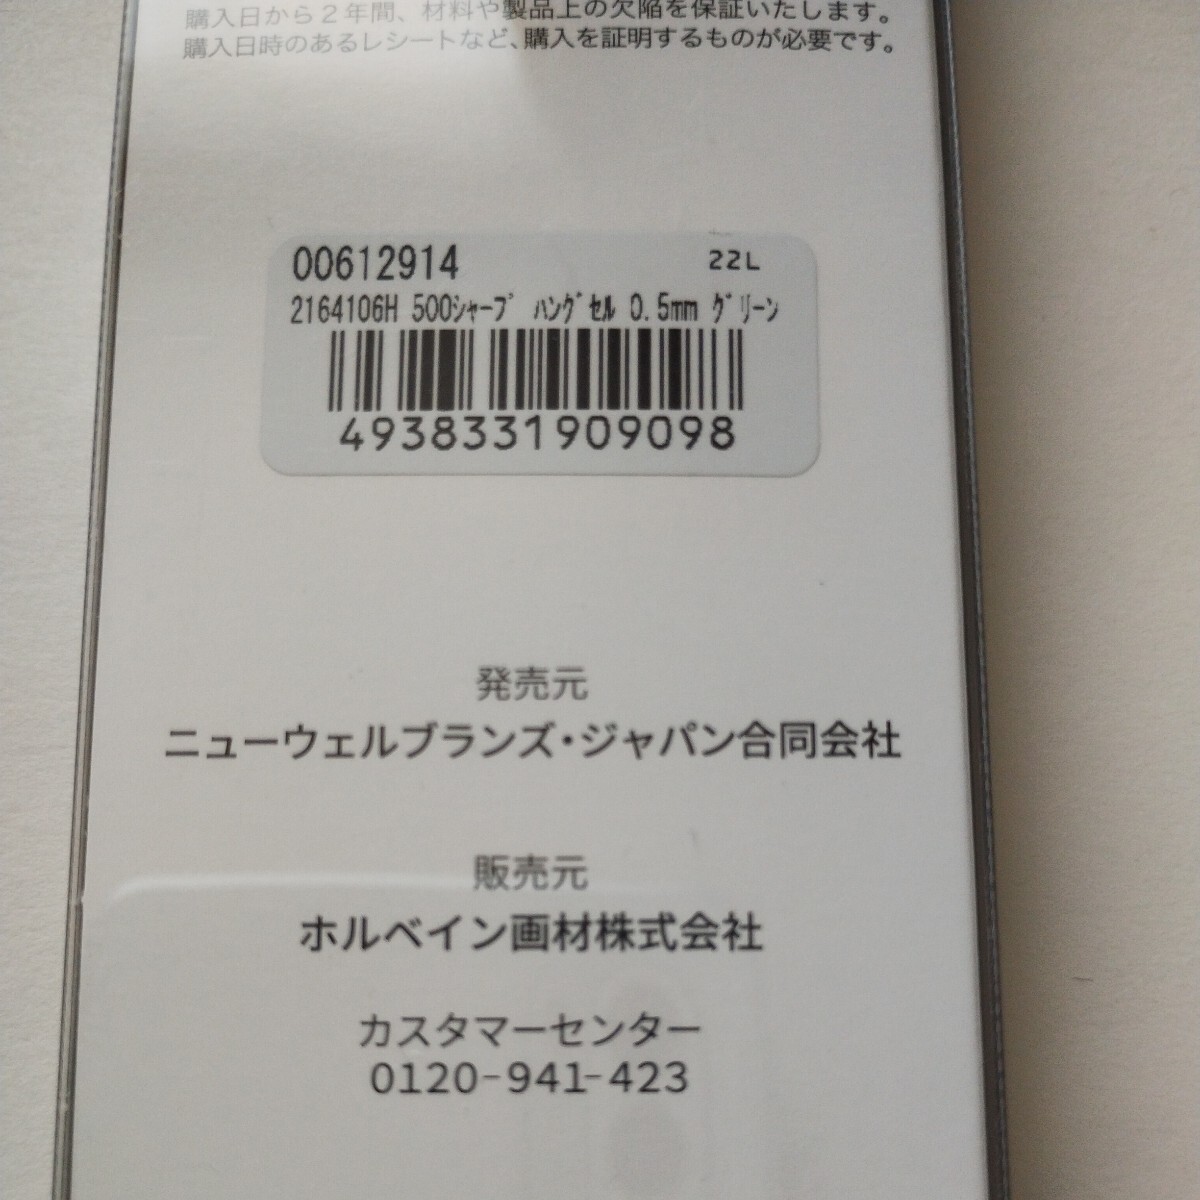 購入日から２年間、材料や製品上の欠陥を保証いたします。
購入日時のあるレシートなど、購入を証明するものが必要です。
00612914 22L
2164106H 500ｼｬｰﾌﾟ ﾊﾝｸﾞｾﾙ 0.5mm ｸﾞﾘｰﾝ
4938331909098
発売元
ニューウェルブランズ・ジャパン合同会社
販売元
ホルベイン画材株式会社
カスタマーセンター
0120-941-423